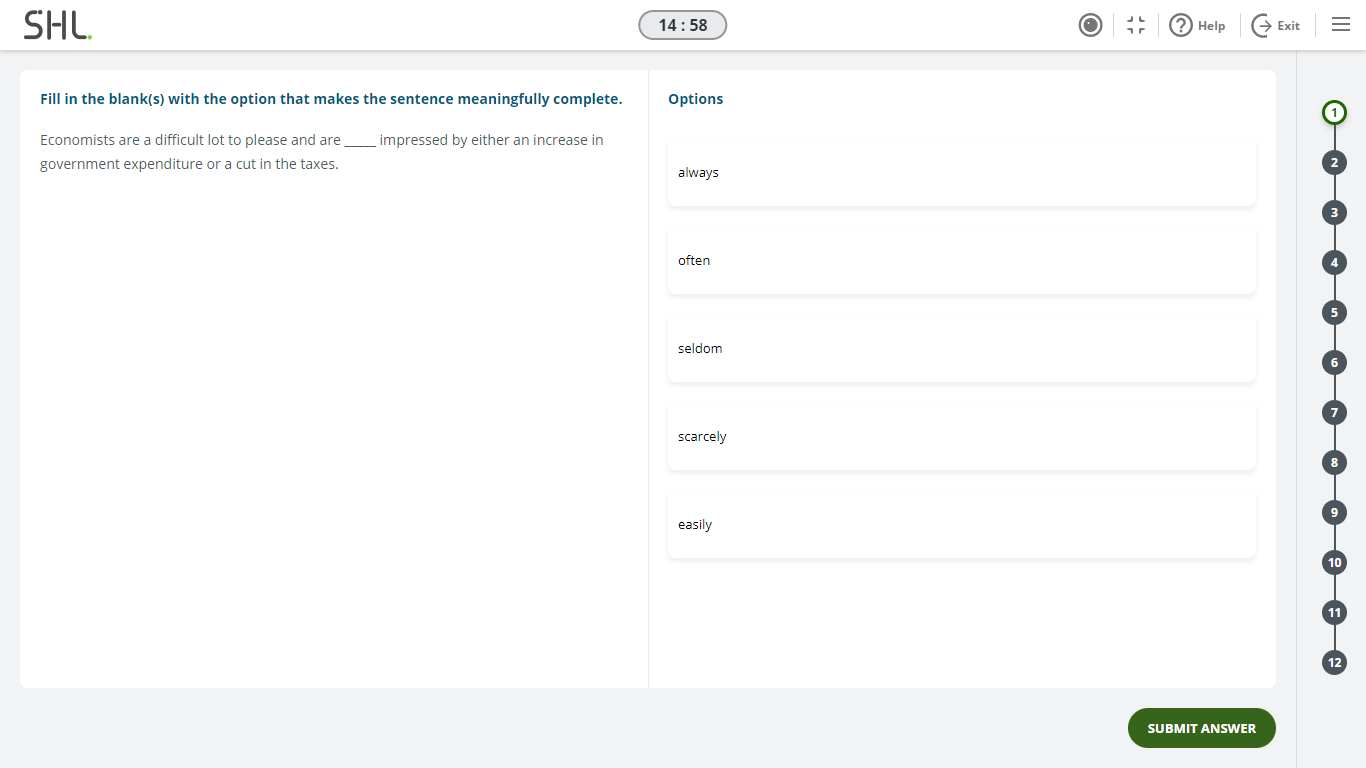 SHL.
14 : 58
Help
Exit
Fill in the blank(s) with the option that makes the sentence meaningfully complete.
Economists are a difficult lot to please and are _____ impressed by either an increase in
government expenditure or a cut in the taxes.
Options
always
often
seldom
scarcely
easily
1
2
3
4
5
6
7
8
9
10
11
12
SUBMIT ANSWER